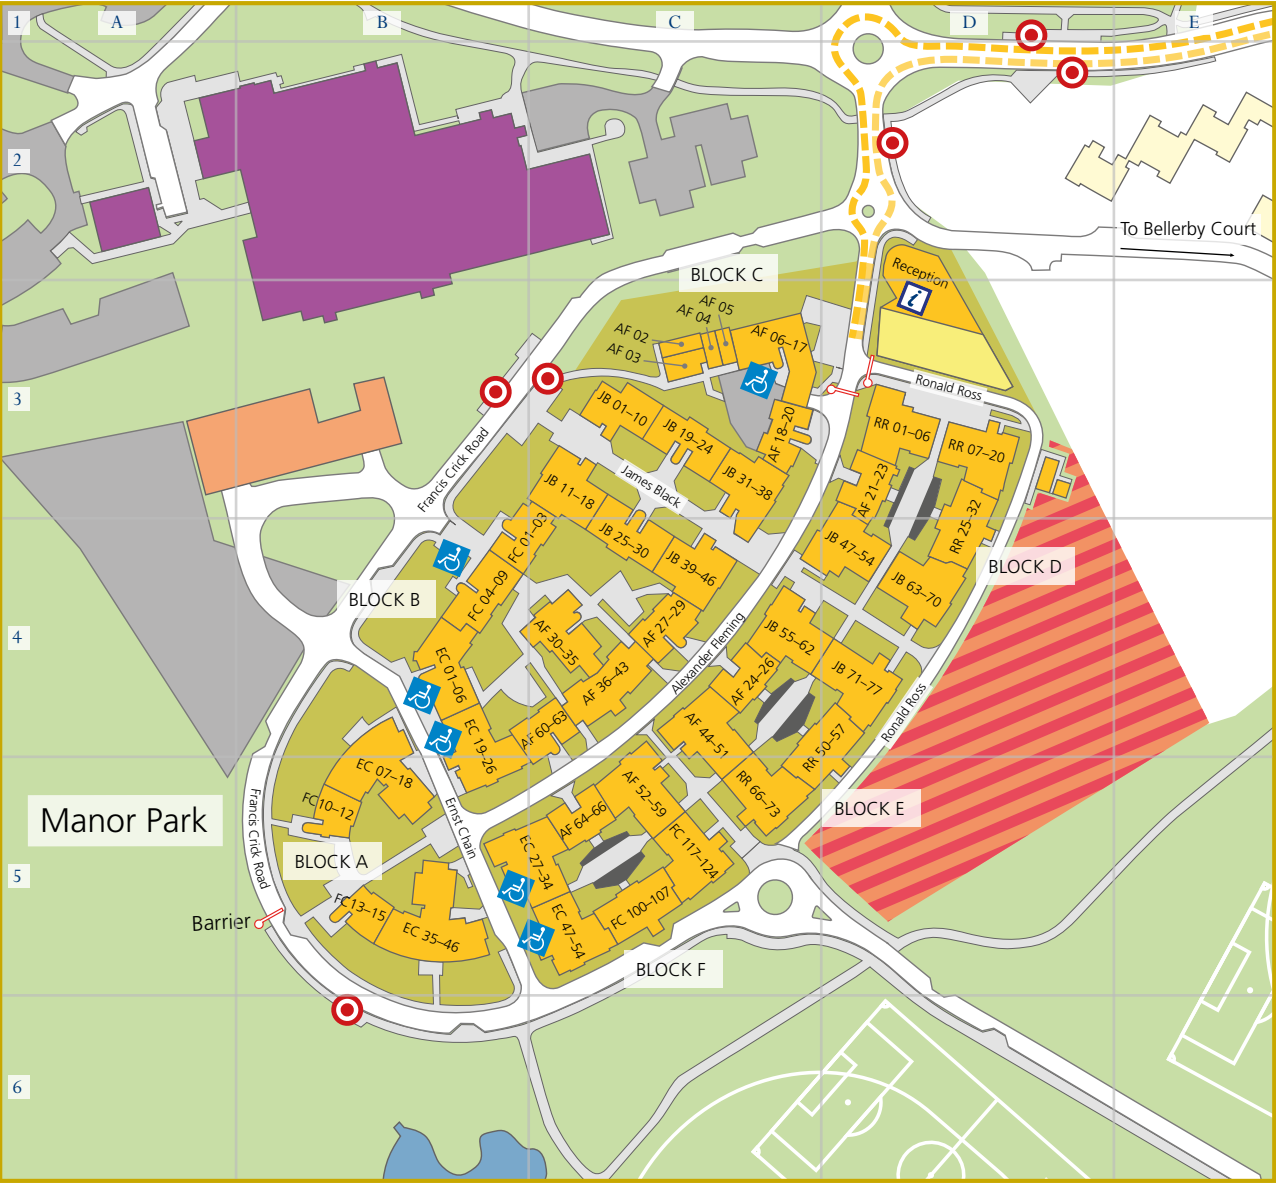 1
A
B
C
D
E
2
To Bellerby Court
BLOCK C
Reception
i
AF 05
AF 04
AF 02
AF 03
AF 06–17
3
Ronald Ross
JB 01–10
JB 19–24
AF 18–20
RR 01–06
RR 07–20
Francis Crick Road
James Black
JB 31–38
JB 11–18
AF 21–23
RR 25–32
FC 01–03
JB 25–30
JB 39–46
JB 47–54
JB 63–70
BLOCK D
BLOCK B
FC 04–09
4
AF 30–35
AF 27–29
JB 55–62
EC 01–06
AF 36–43
Alexander Fleming
AF 24–26
JB 71–77
Ronald Ross
EC 19–26
AF 60–63
AF 44–51
RR 50–57
EC 07–18
RR 66–73
FC 10–12
AF 52–59
BLOCK E
Manor Park
Francis Crick Road
Ernst Chain
AF 64–66
FC 117–124
BLOCK A
EC 27–34
5
FC13–15
FC 100–107
Barrier
EC 35–46
EC 47–54
BLOCK F
6